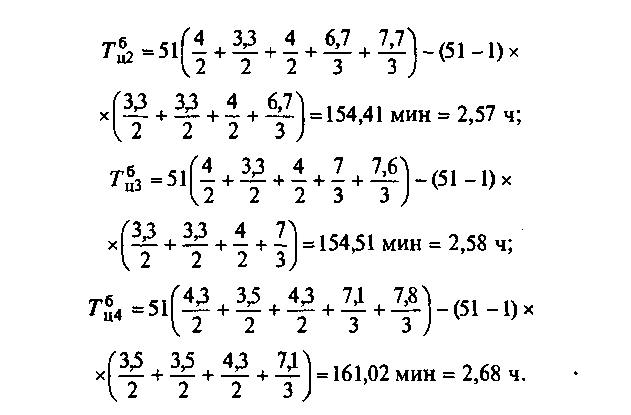 T^б_ц2 = 51(4/2 + 3,3/2 + 4/2 + 6,7/3 + 7,7/3) – (51 – 1) ×
×(3,3/2 + 3,3/2 + 4/2 + 6,7/3) = 154,41 мин = 2,57 ч;
T^б_ц3 = 51(4/2 + 3,3/2 + 4/2 + 7/3 + 7,6/3) – (51 – 1) ×
×(3,3/2 + 3,3/2 + 4/2 + 7/3) = 154,51 мин = 2,58 ч;
T^б_ц4 = 51(4,3/2 + 3,5/2 + 4,3/2 + 7,1/3 + 7,8/3) – (51 – 1) ×
×(3,5/2 + 3,5/2 + 4,3/2 + 7,1/3) = 161,02 мин = 2,68 ч.